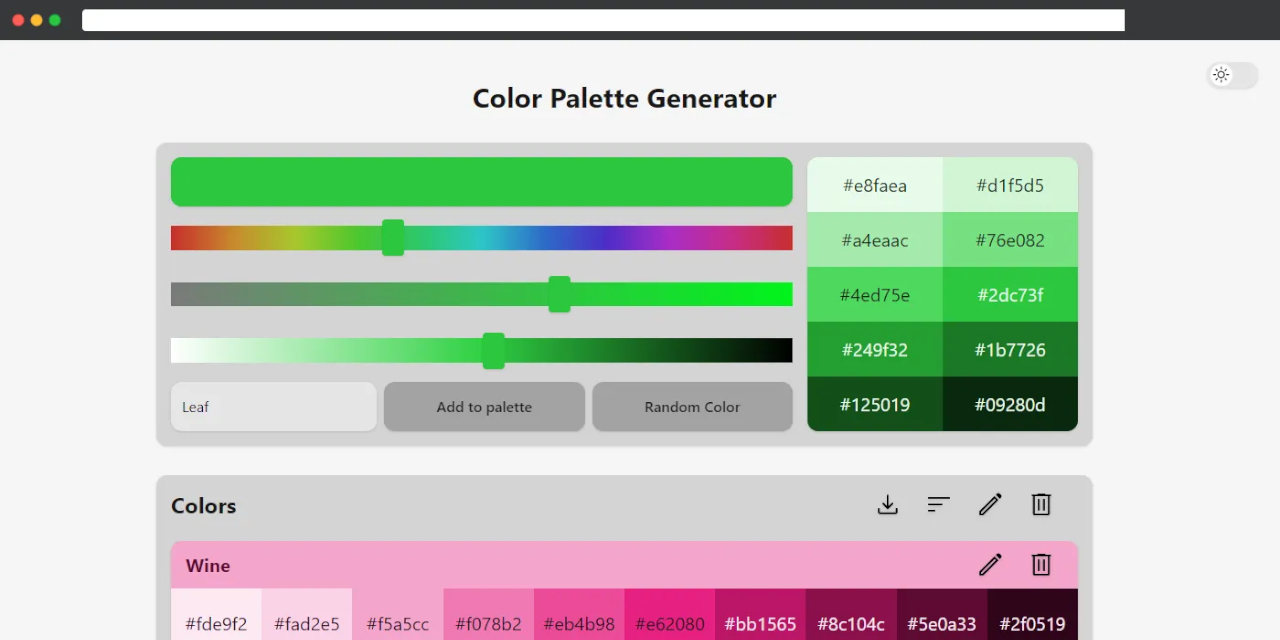 Color Palette Generator
#e8faea #d1f5d5
#a4eaac #76e082
#4ed75e #2dc73f
#249f32 #1b7726
#125019 #09280d
Leaf Add to palette Random Color
Colors
Wine
#fde9f2 #fad2e5 #f5a5cc #f078b2 #eb4b98 #e62080 #bb1565 #8c104c #5e0a33 #2f0519